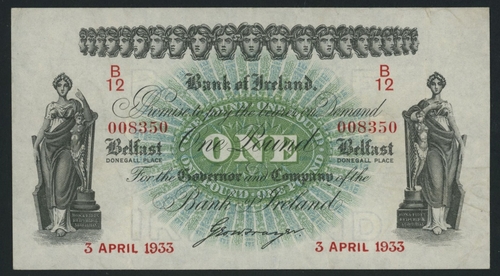 Bank of Ireland.
B
12
B
12
Promise to pay the bearer on Demand
008350
008350
One Pound
ONE
Belfast
DONEGALL PLACE
Belfast
DONEGALL PLACE
For the Governor and Company of the
Bank of Ireland
3 APRIL 1933
3 APRIL 1933